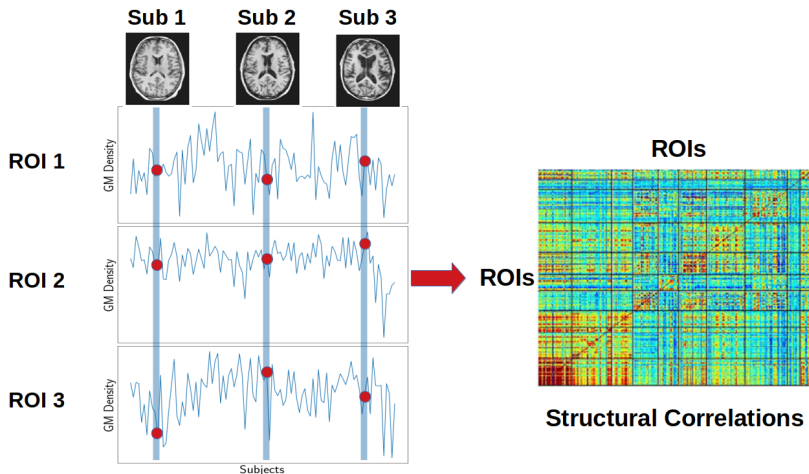 Sub 1
Sub 2
Sub 3
ROI 1
GM Density
ROI 2
GM Density
ROI 3
GM Density
Subjects
ROIs
ROIs
Structural Correlations